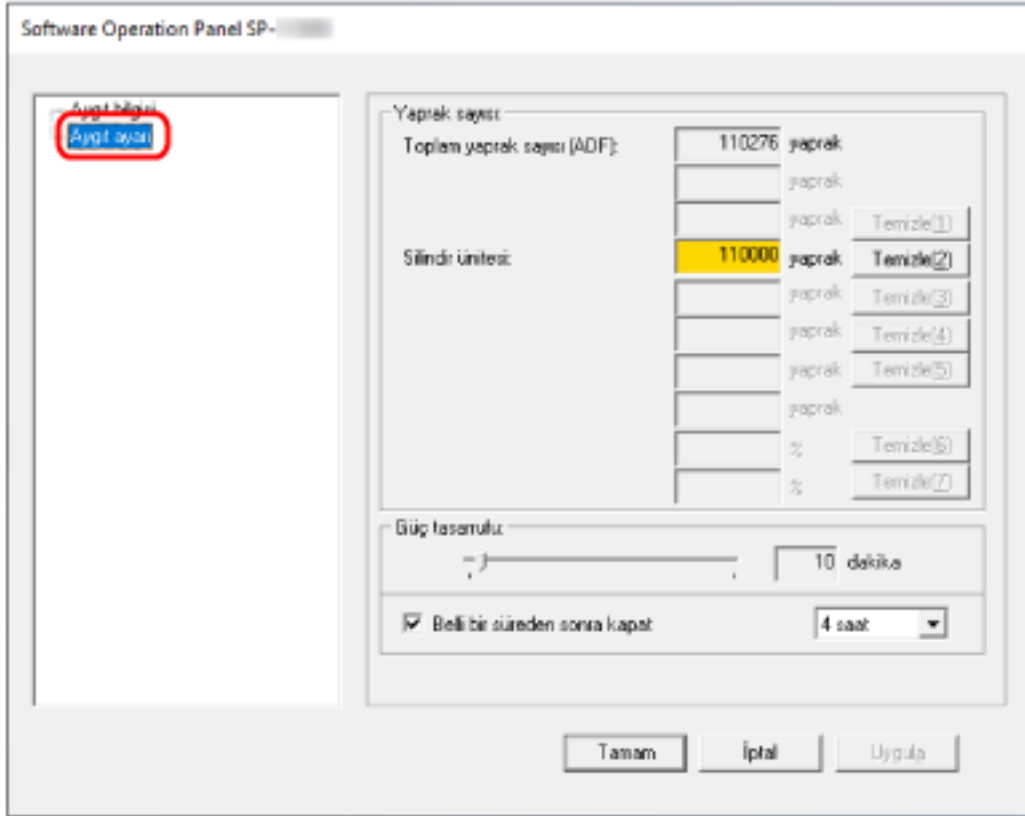 Software Operation Panel SP-
Aygıt bilgisi
Aygıt ayarı
Yaprak sayısı:
Toplam yaprak sayısı (ADF): 110276 yaprak
yaprak
yaprak Temizle(1)
Silindir ünitesi: 110000 yaprak Temizle(2)
yaprak Temizle(3)
yaprak Temizle(4)
yaprak Temizle(5)
yaprak
% Temizle(6)
% Temizle(7)
Güç tasarrufu:
10 dakika
Belli bir süreden sonra kapat 4 saat
Tamam İptal Uygula